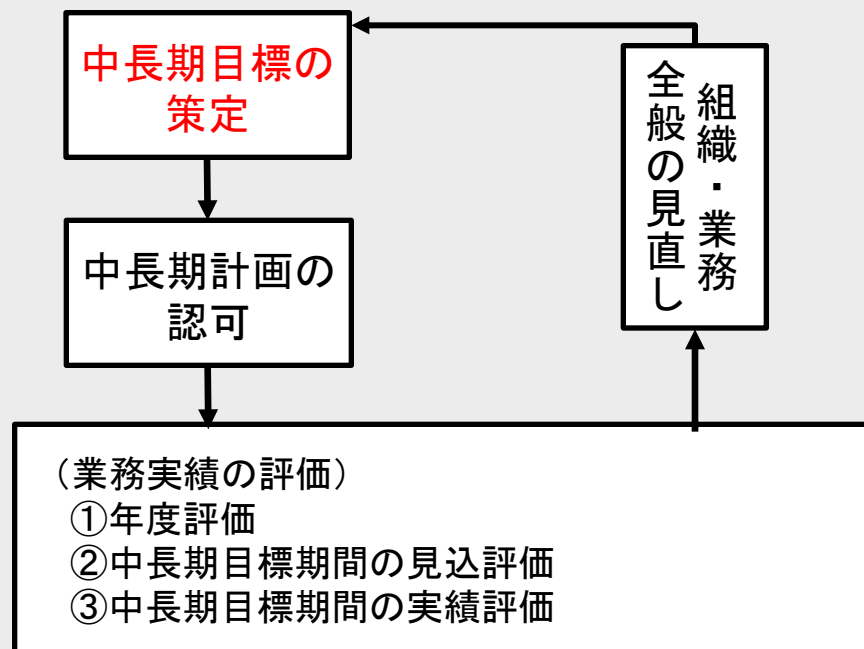 中長期目標の
策定
中長期計画の
認可
組織・業務
全般の見直し
（業務実績の評価）
①年度評価
②中長期目標期間の見込評価
③中長期目標期間の実績評価